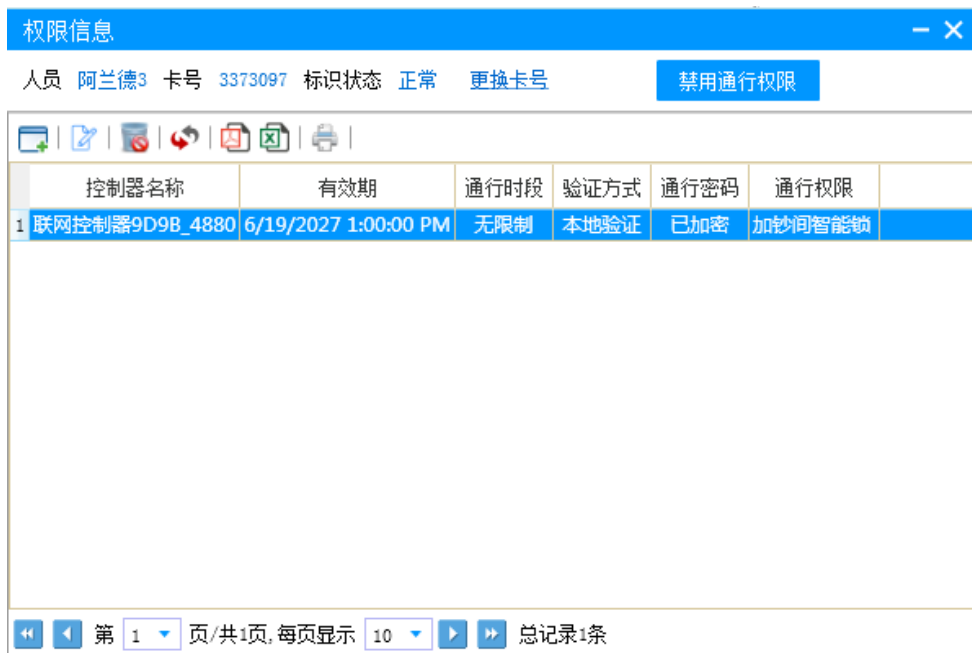 权限信息
人员 阿兰德3 卡号 3373097 标识状态 正常 更换卡号 禁用通行权限
控制器名称 有效期 通行时段 验证方式 通行密码 通行权限
1 联网控制器9D9B_4880 6/19/2027 1:00:00 PM 无限制 本地验证 已加密 加钞间智能锁
第 1 页/共1页,每页显示 10 总记录1条